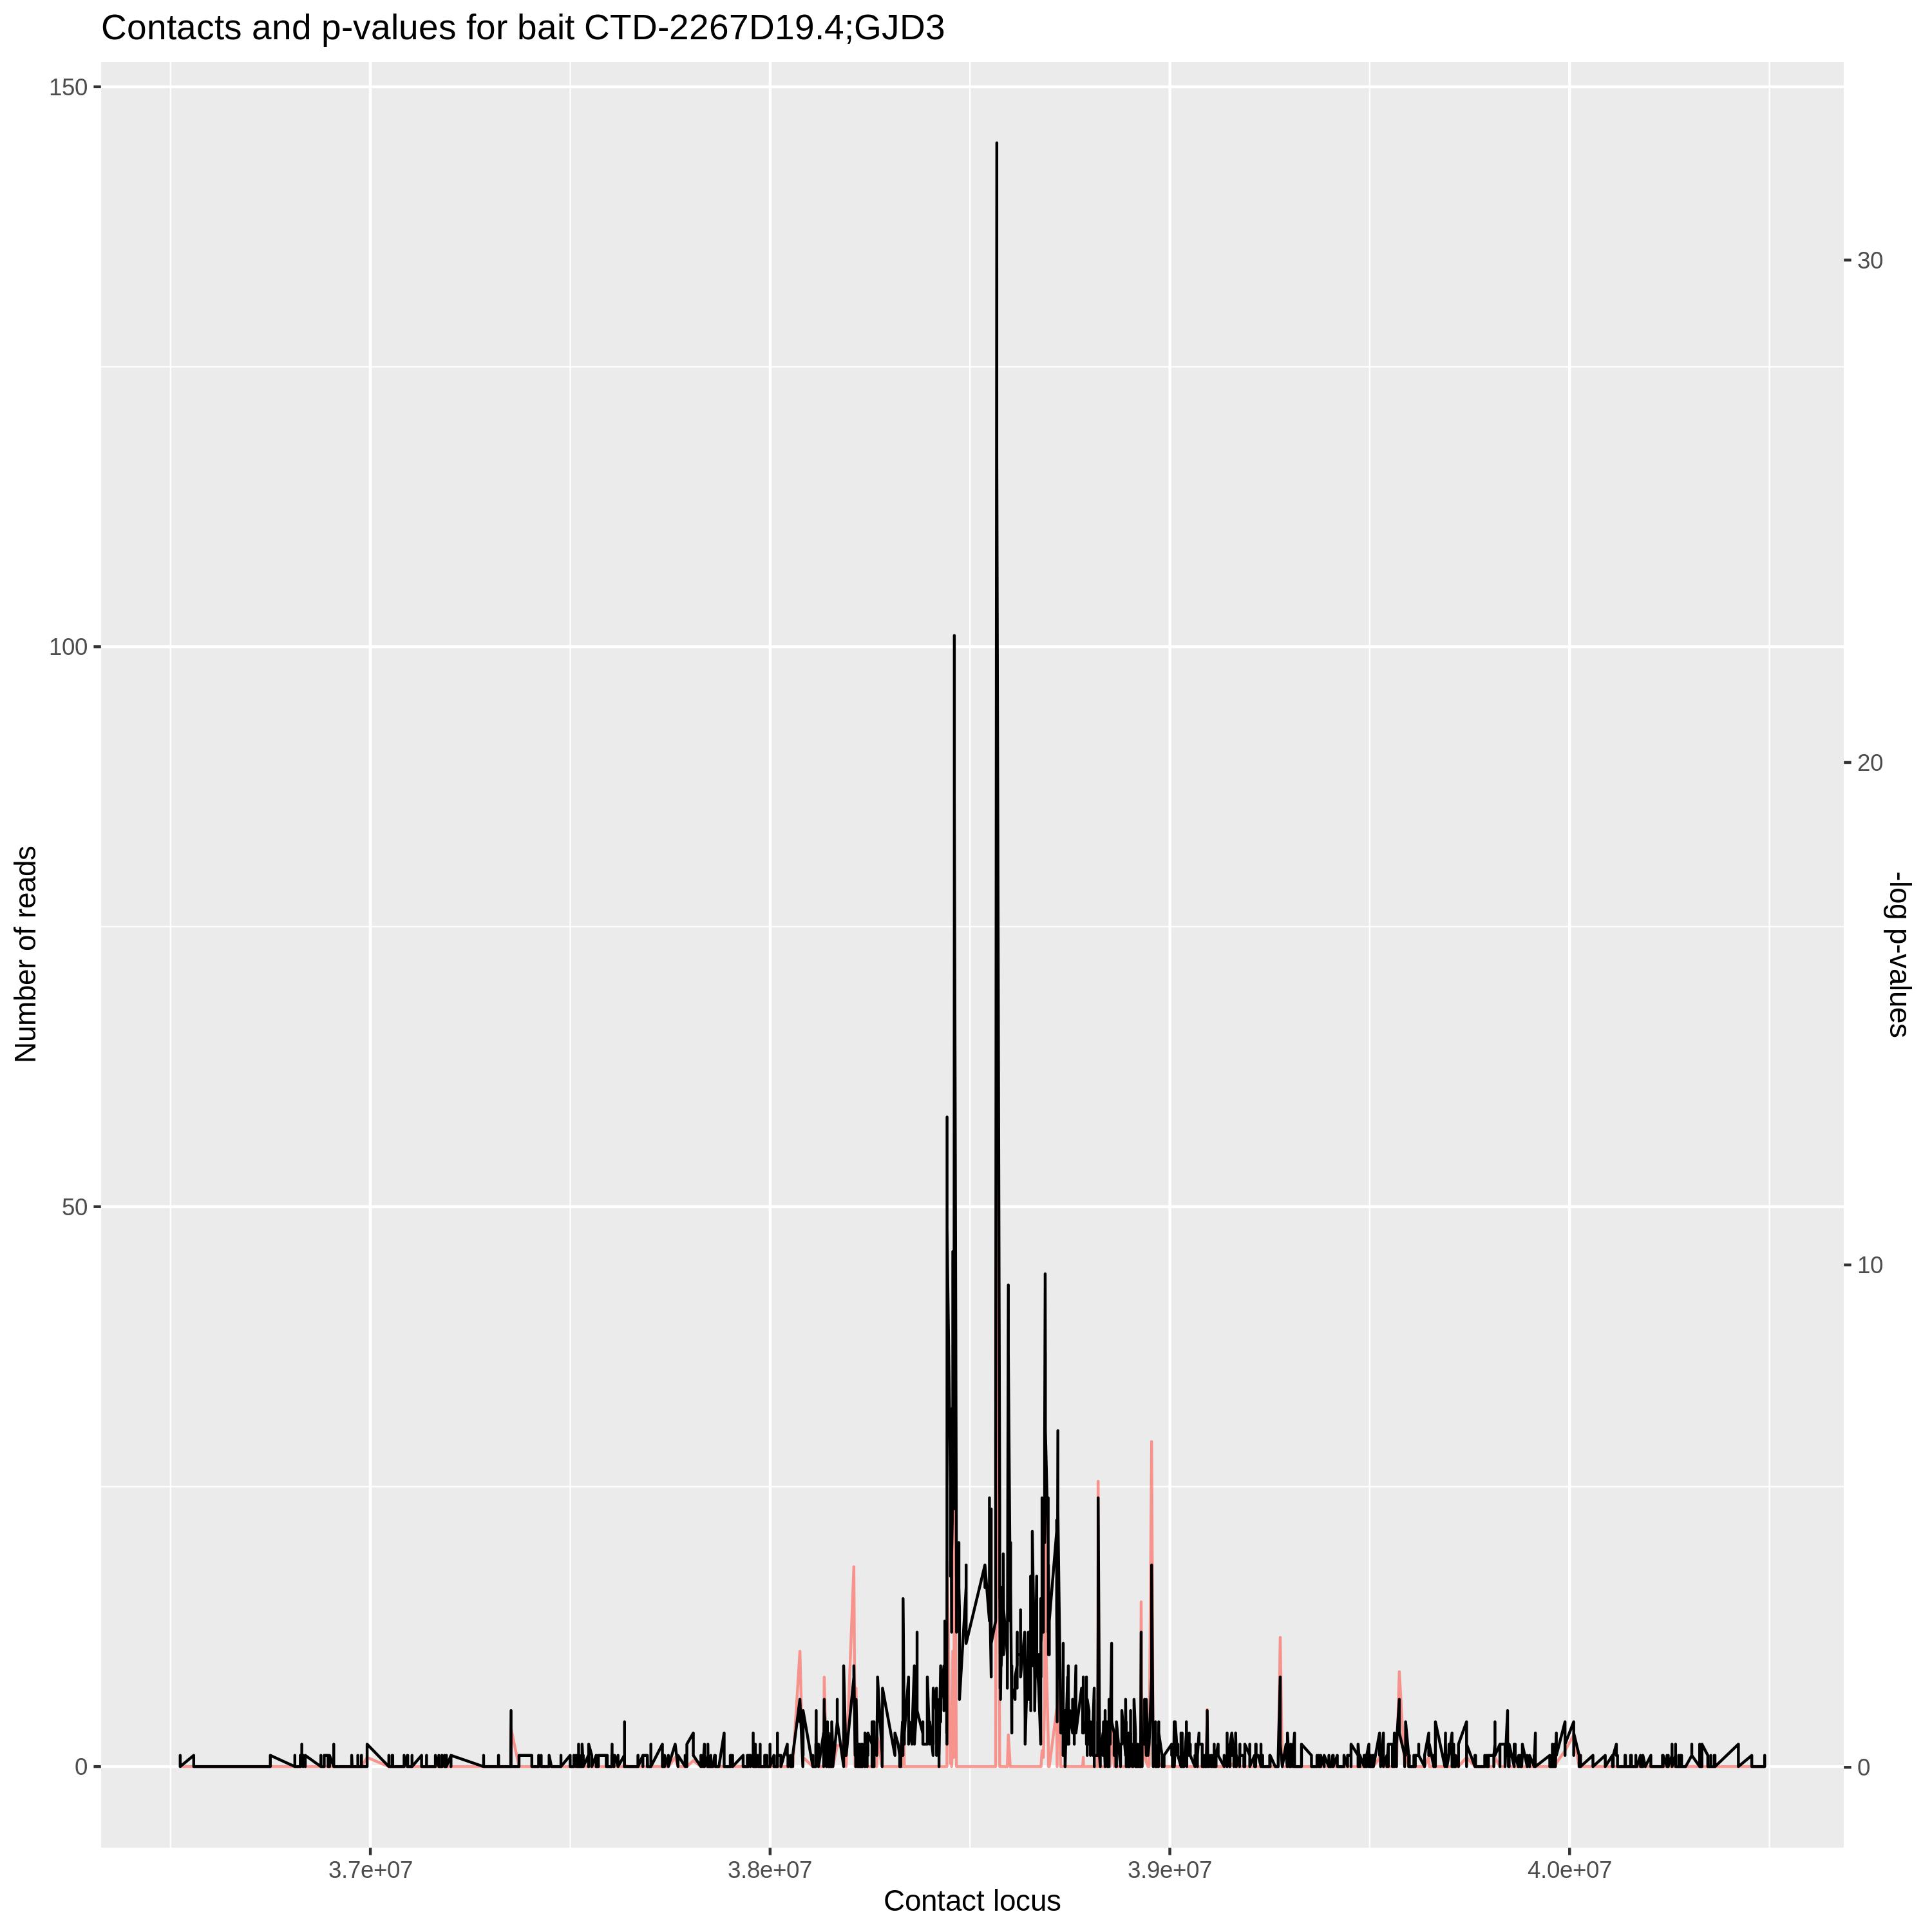 Contacts and p-values for bait CTD-2267D19.4;GJD3
150
100
50
0
Number of reads
30
20
10
0
-log p-values
3.7e+07
3.8e+07
3.9e+07
4.0e+07
Contact locus